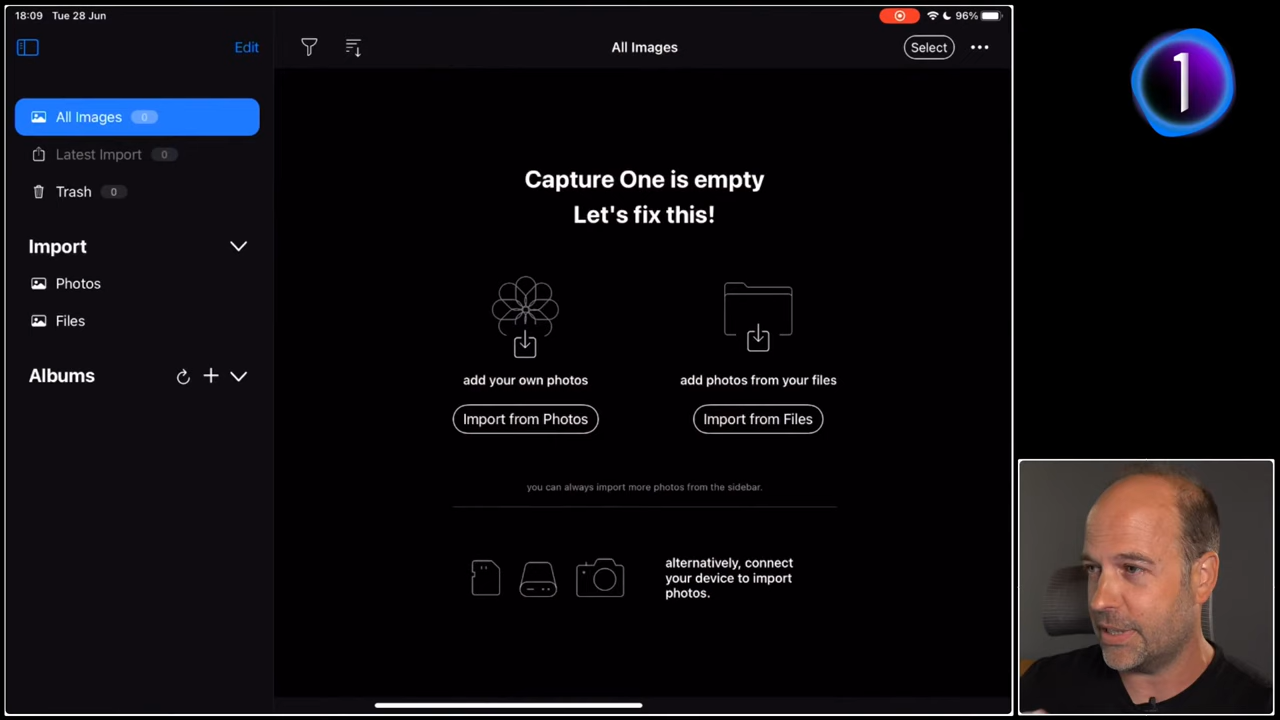 18:09 Tue 28 Jun
96%
Edit
All Images
Select
All Images 0
Latest Import 0
Trash 0
Import
Photos
Files
Albums
Capture One is empty
Let's fix this!
add your own photos
add photos from your files
Import from Photos
Import from Files
you can always import more photos from the sidebar.
alternatively, connect
your device to import
photos.
1